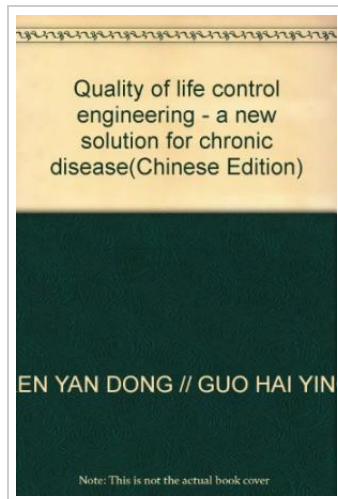 Quality of life control
engineering - a new
solution for chronic
disease(Chinese Edition)
EN YAN DONG // GUO HAI YIN
Note: This is not the actual book cover